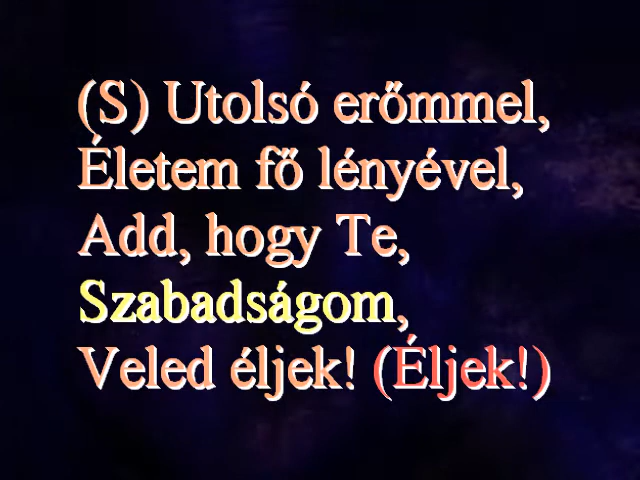 (S) Utolsó erőmmel,
Életem fő lényével,
Add, hogy Te,
Szabadságom,
Veled éljek! (Éljek!)